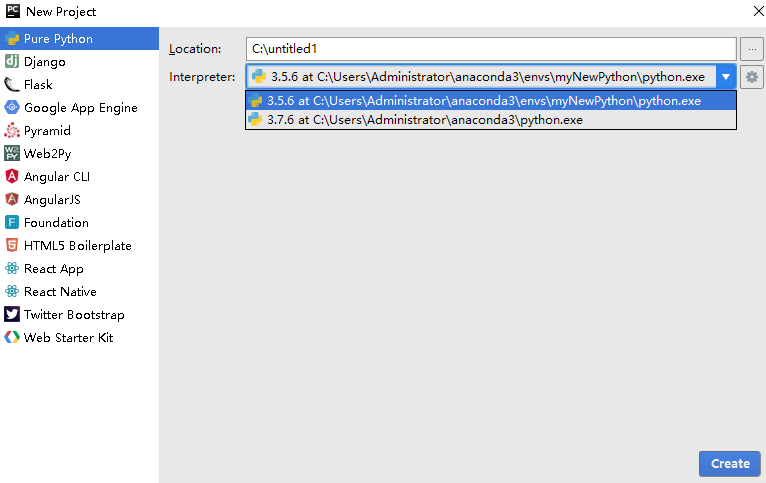 PC New Project
Pure Python
Location: C:\untitled1 ...
dj Django
Interpreter: 3.5.6 at C:\Users\Administrator\anaconda3\envs\myNewPython\python.exe
Flask
3.5.6 at C:\Users\Administrator\anaconda3\envs\myNewPython\python.exe
Google App Engine
3.7.6 at C:\Users\Administrator\anaconda3\python.exe
Pyramid
W2PY Web2Py
Angular CLI
AngularJS
F Foundation
HTML5 Boilerplate
React App
React Native
Twitter Bootstrap
Web Starter Kit
Create